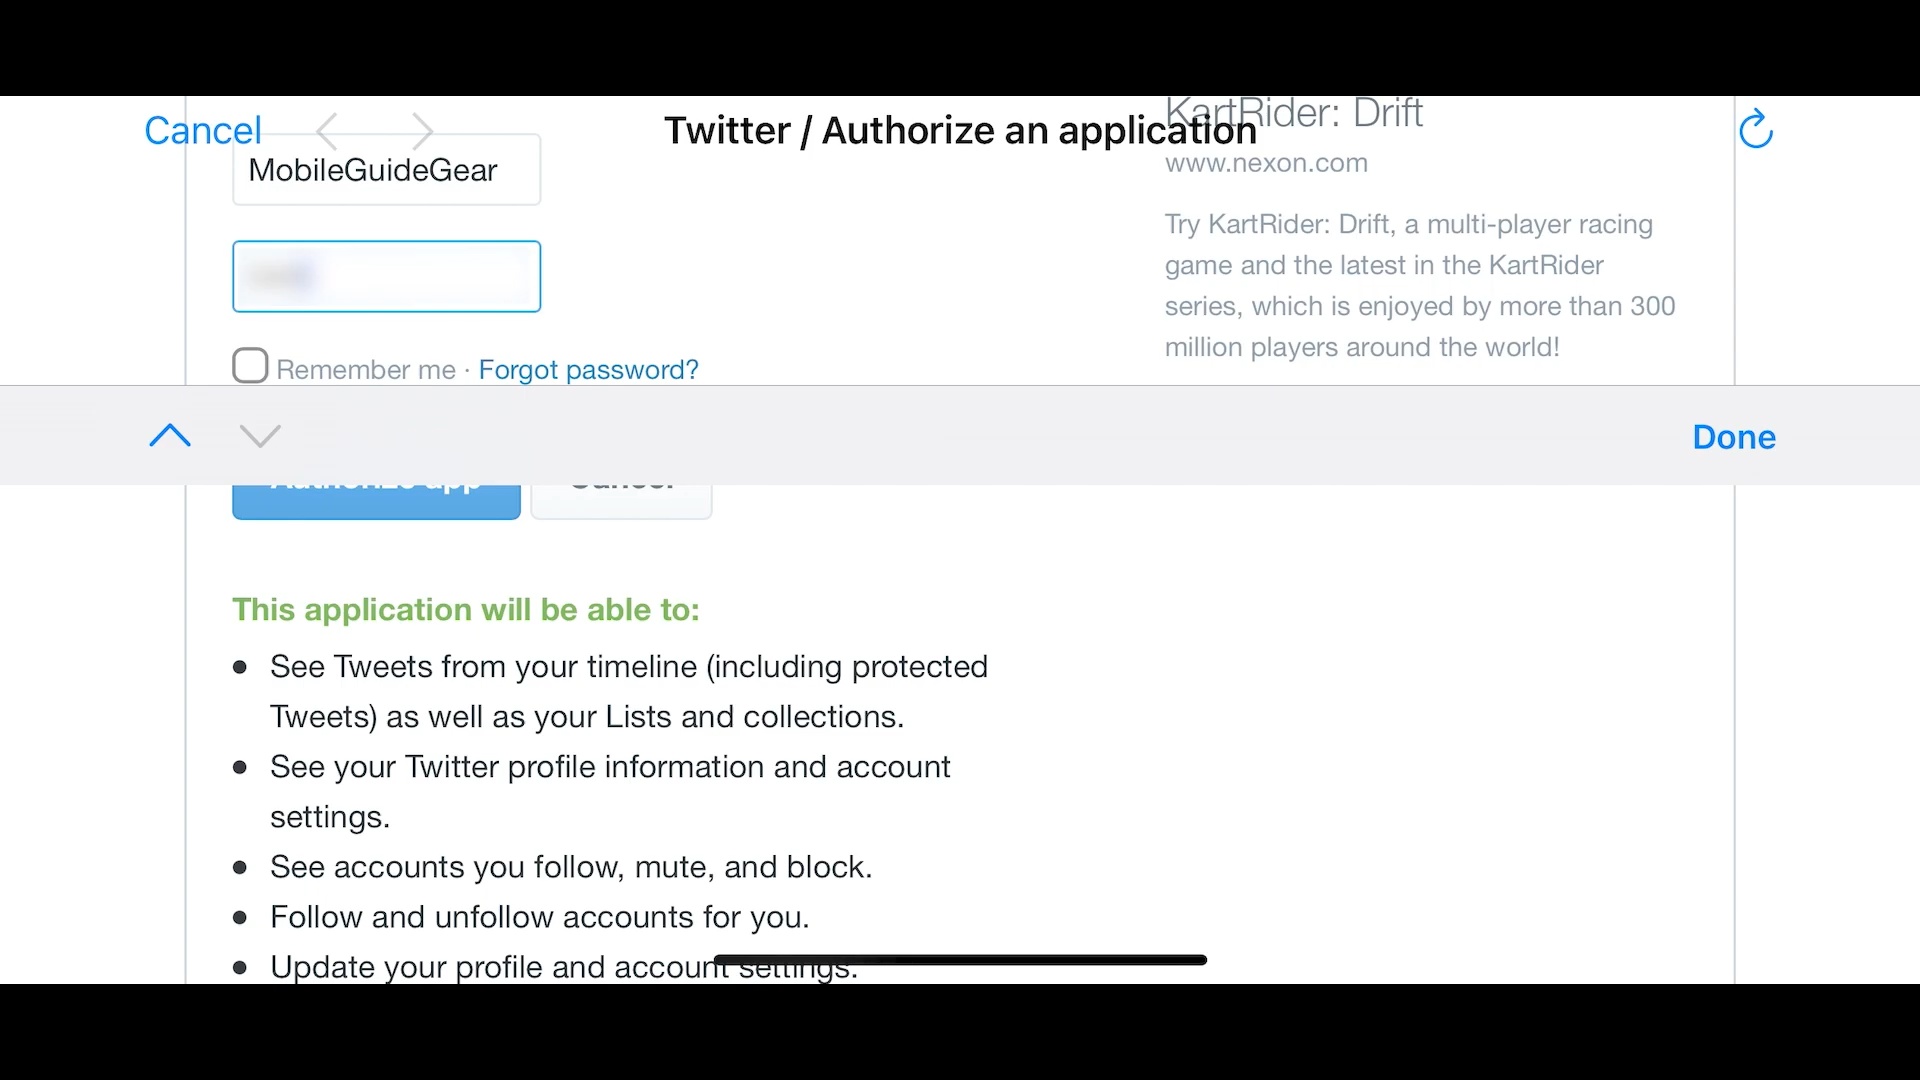 Cancel
Twitter / Authorize an application
KartRider: Drift
MobileGuideGear
www.nexon.com
Try KartRider: Drift, a multi-player racing
game and the latest in the KartRider
series, which is enjoyed by more than 300
million players around the world!
Remember me · Forgot password?
Done
Authorize app
Cancel
This application will be able to:
See Tweets from your timeline (including protected
Tweets) as well as your Lists and collections.
See your Twitter profile information and account
settings.
See accounts you follow, mute, and block.
Follow and unfollow accounts for you.
Update your profile and account settings.